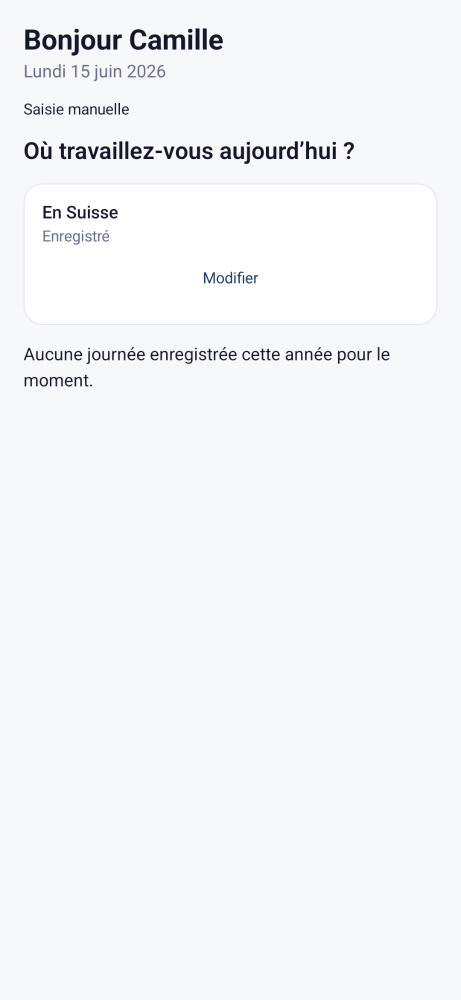 Bonjour Camille
Lundi 15 juin 2026
Saisie manuelle
Où travaillez-vous aujourd’hui ?
En Suisse
Enregistré
Modifier
Aucune journée enregistrée cette année pour le
moment.